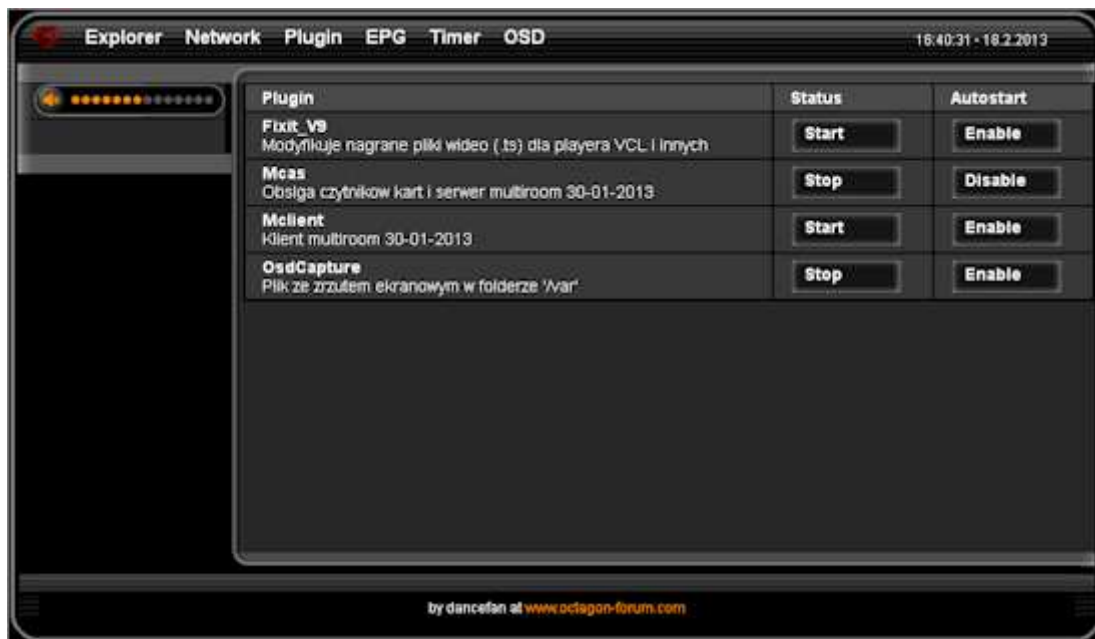 Explorer Network Plugin EPG Timer OSD 16:40:31 - 18.2.2013
Plugin Status Autostart
Fixit_V9 Start Enable
Modyfikuje nagrane pliki wideo (.ts) dla playera VCL i innych
Mcas Stop Disable
Obsiga czytnikow kart i serwer multiroom 30-01-2013
Mclient Start Enable
Klient multiroom 30-01-2013
OsdCapture Stop Enable
Plik ze zrzutem ekranowym w folderze '/var'
by dancefan at www.octagon-forum.com